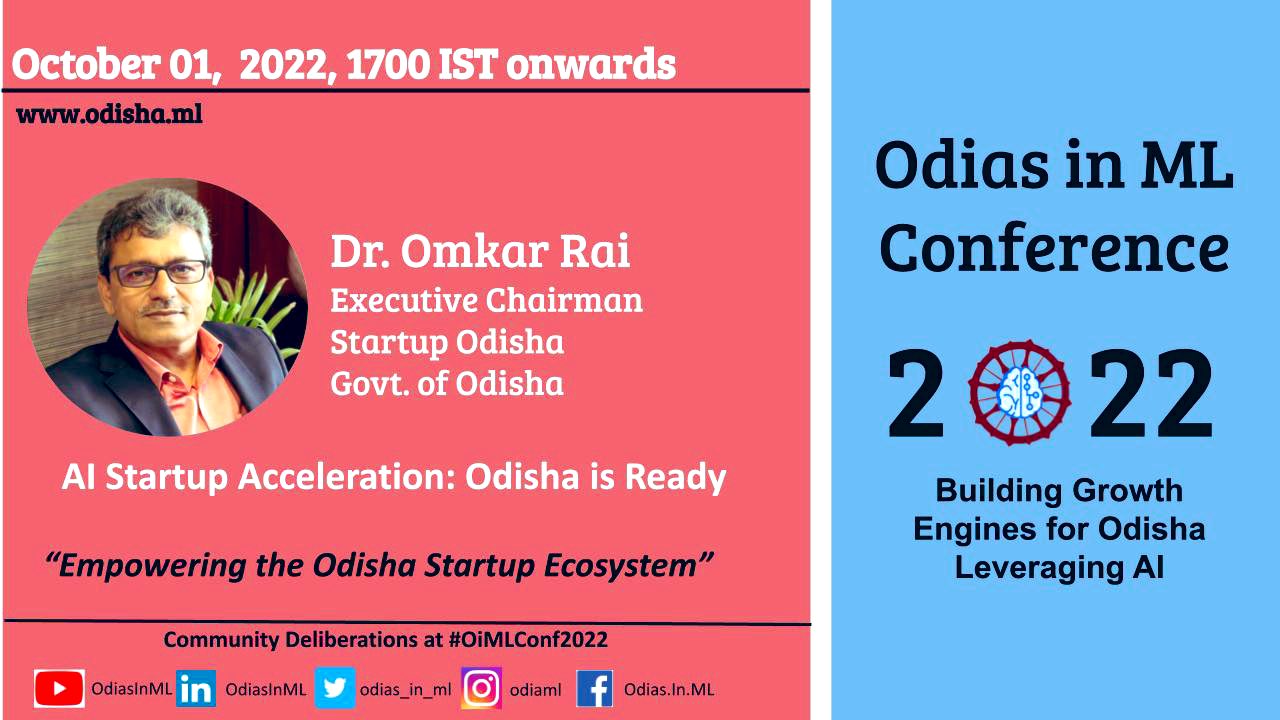 October 01, 2022, 1700 IST onwards
www.odisha.ml
Dr. Omkar Rai
Executive Chairman
Startup Odisha
Govt. of Odisha
AI Startup Acceleration: Odisha is Ready
“Empowering the Odisha Startup Ecosystem”
Community Deliberations at #OiMLConf2022
OdiasInML in OdiasInML odias_in_ml odiaml f Odias.In.ML
Odias in ML
Conference
2022
Building Growth
Engines for Odisha
Leveraging AI